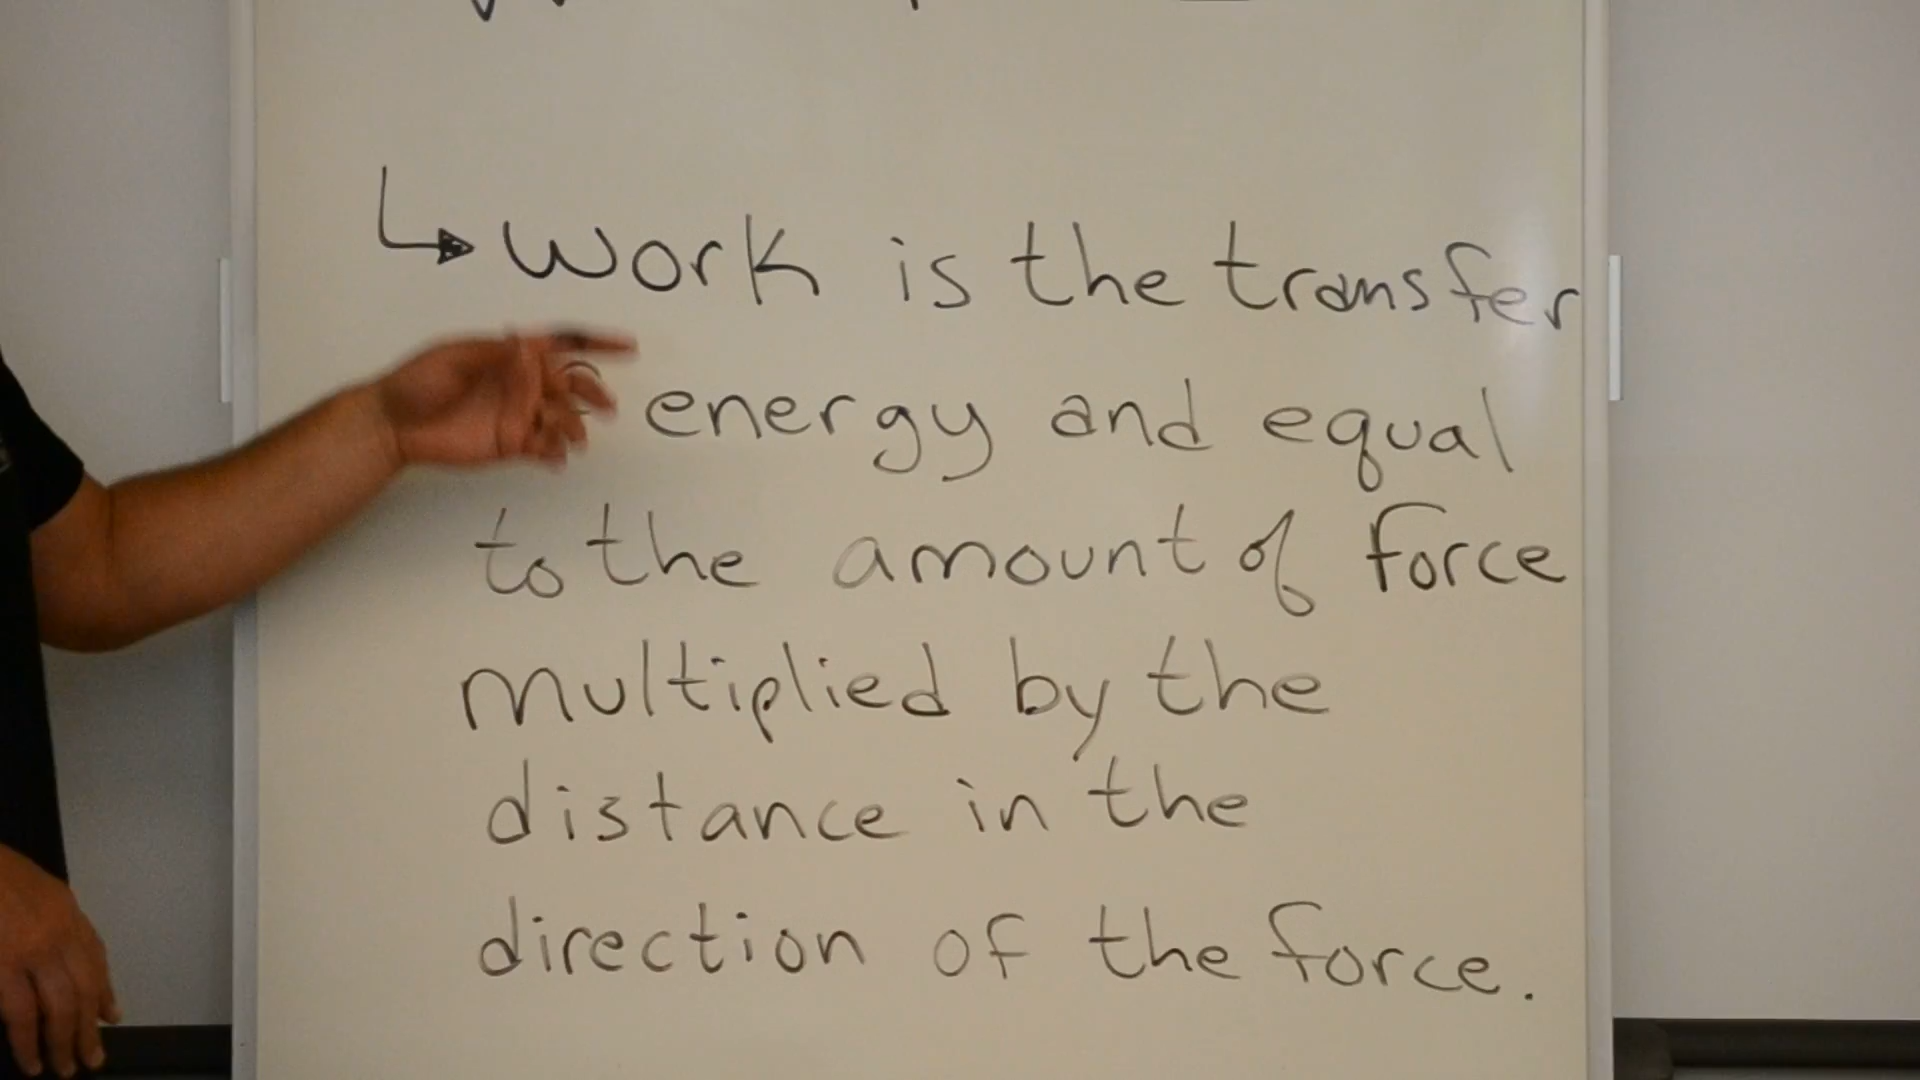 Work is the transfer
energy and equal
to the amount of force
multiplied by the
distance in the
direction of the force.